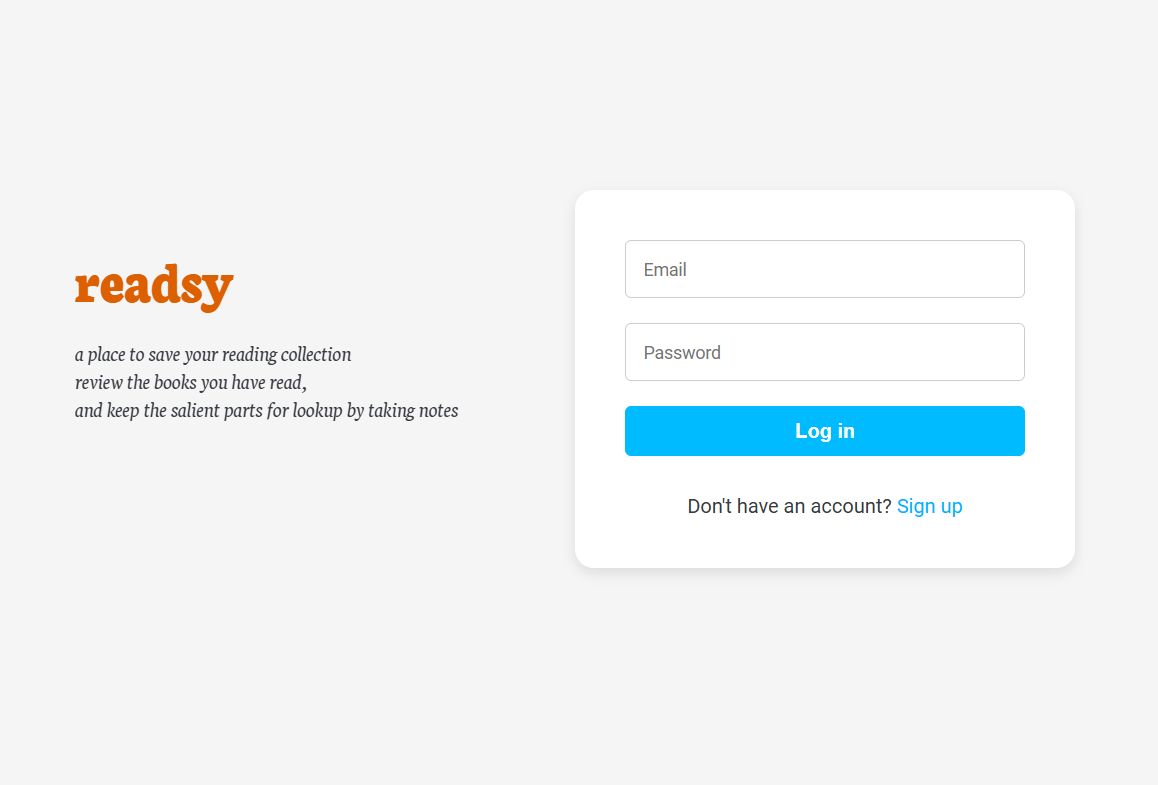 readsy
a place to save your reading collection
review the books you have read,
and keep the salient parts for lookup by taking notes
Email
Password
Log in
Don't have an account? Sign up